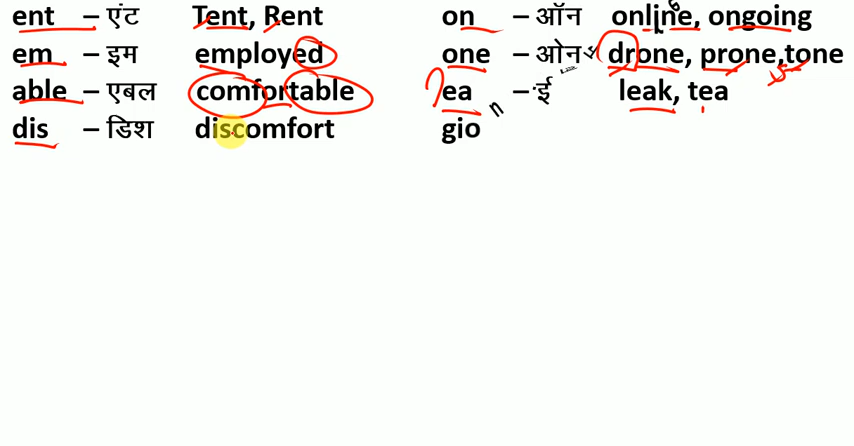 ent – एंट Tent, Rent on – ऑन online, ongoing
em – इम employed one – ओन drone, prone,tone
able – एबल comfortable ea – ई leak, tea
dis – डिश discomfort gio n